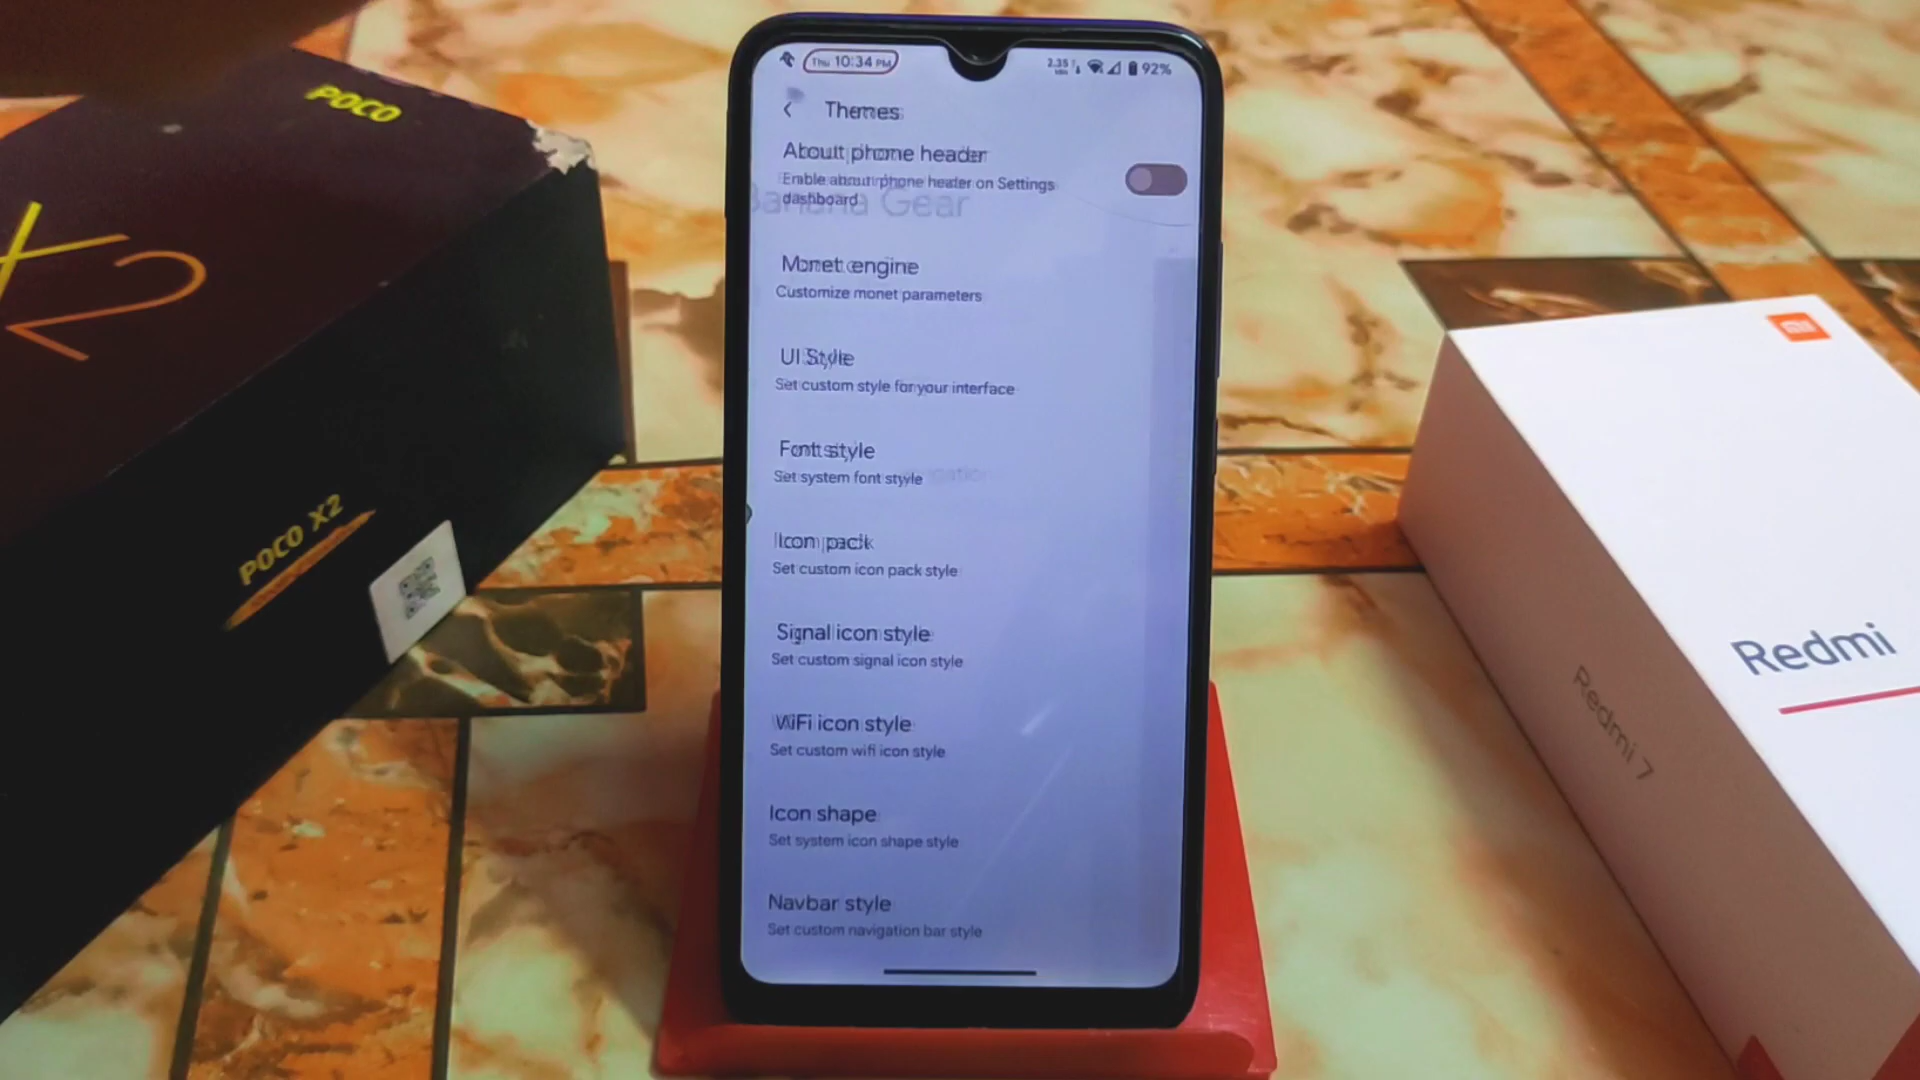 POCO
X2
POCO X2
Thu 10:34 PM
2.35
92%
Themes
About phone header
Enable about phone header on Settings
dashboard
Banana Gear
Monet engine
Customize monet parameters
UI Style
Set custom style for your interface
Font style
Set system font style
Icon pack
Set custom icon pack style
Signal icon style
Set custom signal icon style
WiFi icon style
Set custom wifi icon style
Icon shape
Set system icon shape style
Navbar style
Set custom navigation bar style
mi
Redmi
Redmi 7